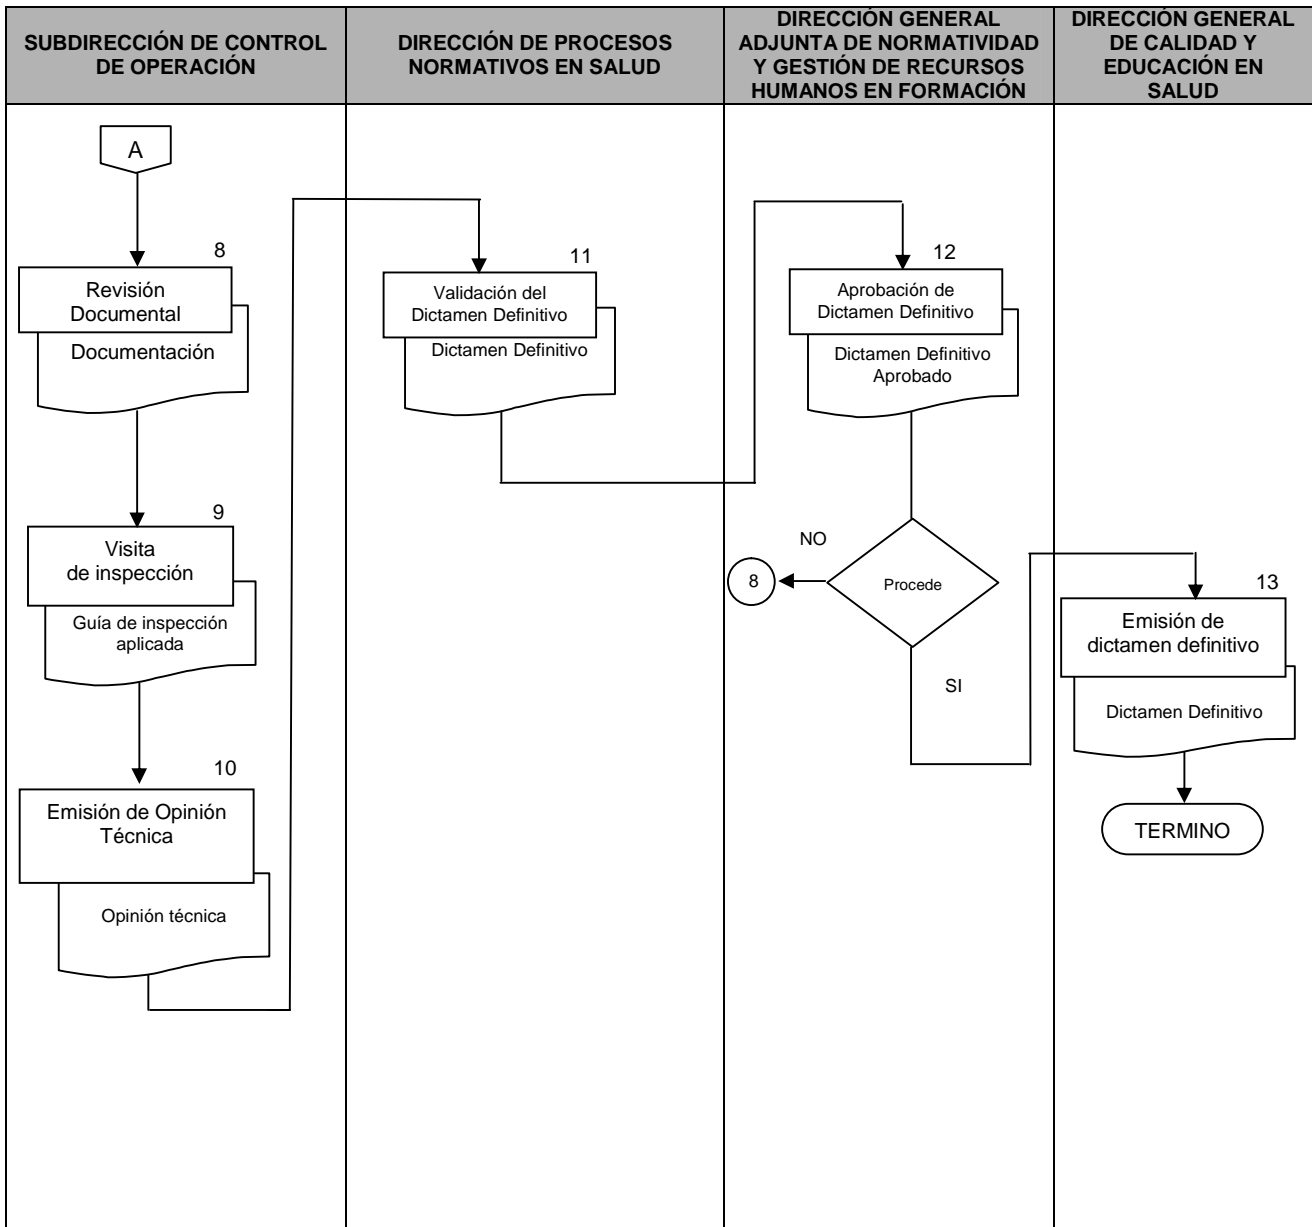 SUBDIRECCIÓN DE CONTROL
DE OPERACIÓN
DIRECCIÓN DE PROCESOS
NORMATIVOS EN SALUD
DIRECCIÓN GENERAL
ADJUNTA DE NORMATIVIDAD
Y GESTIÓN DE RECURSOS
HUMANOS EN FORMACIÓN
DIRECCIÓN GENERAL
DE CALIDAD Y
EDUCACIÓN EN
SALUD
A
8
Revisión
Documental
Documentación
9
Visita
de inspección
Guía de inspección
aplicada
10
Emisión de Opinión
Técnica
Opinión técnica
11
Validación del
Dictamen Definitivo
Dictamen Definitivo
12
Aprobación de
Dictamen Definitivo
Dictamen Definitivo
Aprobado
NO
8
Procede
SI
13
Emisión de
dictamen definitivo
Dictamen Definitivo
TERMINO